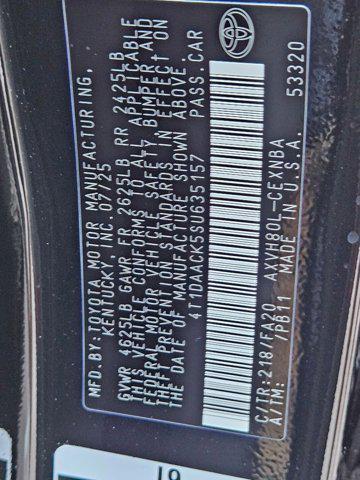 MFD.BY: TOYOTA MOTOR MANUFACTURING,
KENTUCKY, INC. 07/25
GVWR 4625LB GAWR FR 2625LB RR 2425LB
THIS VEHICLE CONFORMS TO ALL APPLICABLE
FEDERAL MOTOR VEHICLE SAFETY BUMPER AND
THEFT PREVENTION STANDARDS IN EFFECT ON
THE DATE OF MANUFACTURE SHOWN ABOVE.
4T1DAACK5SU635157 PASS. CAR
C/TR: 218/FA20 AXVH80L-CEXNBA
A/TM: /PB11 MADE IN U.S.A. 53320